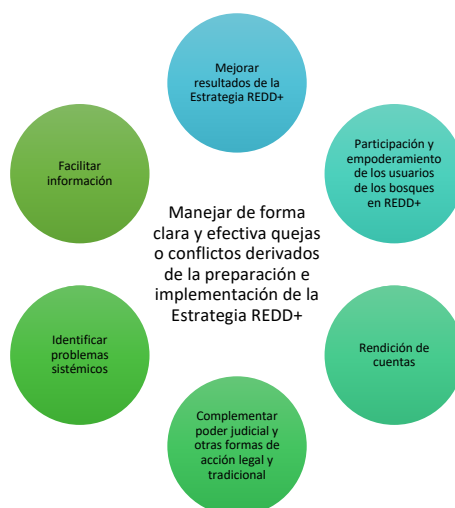 Mejorar
resultados de la
Estrategia REDD+
Participación y
empoderamiento
de los usuarios
de los bosques
en REDD+
Rendición de
cuentas
Complementar
poder judicial y
otras formas de
acción legal y
tradicional
Identificar
problemas
sistémicos
Facilitar
información
Manejar de forma
clara y efectiva quejas
o conflictos derivados
de la preparación e
implementación de la
Estrategia REDD+